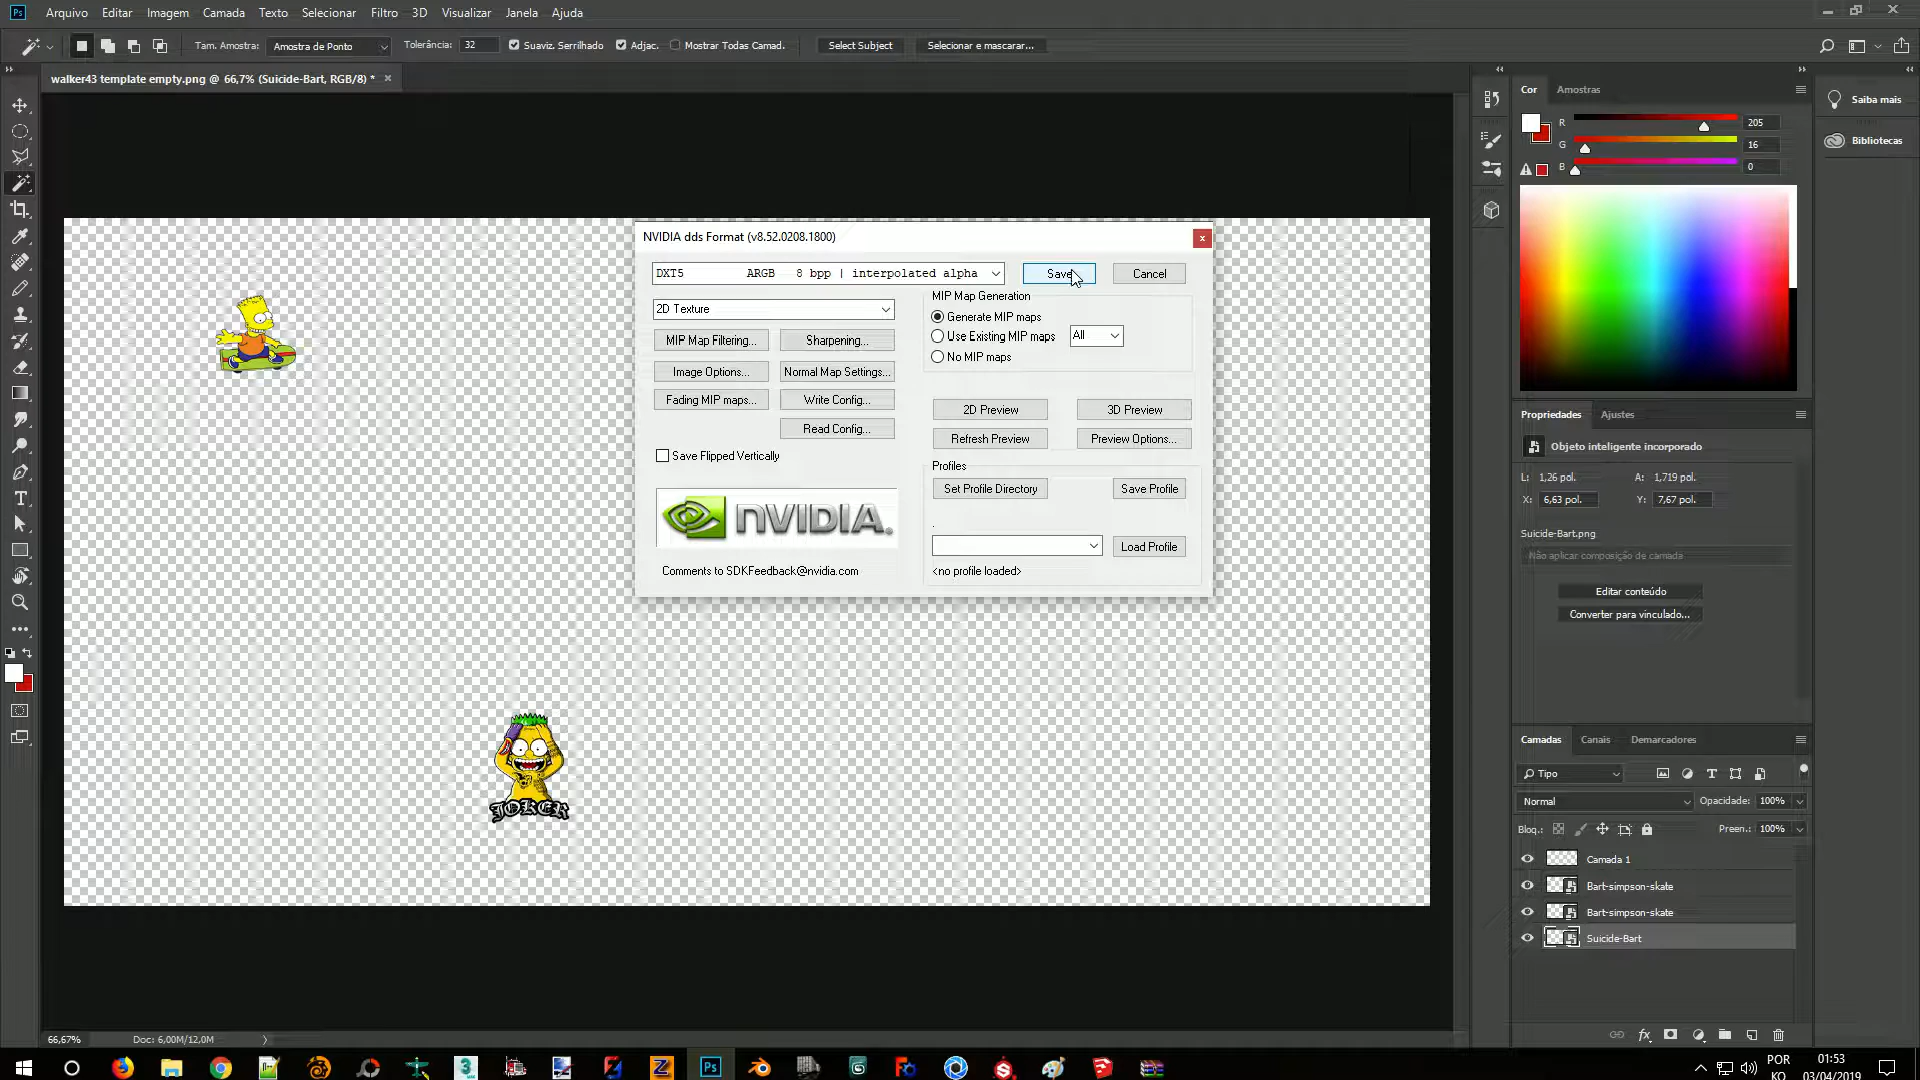 Ps Arquivo Editar Imagem Camada Texto Selecionar Filtro 3D Visualizar Janela Ajuda
Tam. Amostra: Amostra de Ponto Tolerância: 32 Suaviz. Serrilhado Adjac. Mostrar Todas Camad. Select Subject Selecionar e mascarar...
walker43 template empty.png @ 66,7% (Suicide-Bart, RGB/8) *
NVIDIA dds Format (v8.52.0208.1800)
DXT5 ARGB 8 bpp | interpolated alpha
Save
Cancel
2D Texture
MIP Map Generation
Generate MIP maps
Use Existing MIP maps
All
No MIP maps
MIP Map Filtering...
Sharpening...
Image Options...
Normal Map Settings...
Fading MIP maps...
Write Config...
Read Config...
2D Preview
3D Preview
Refresh Preview
Preview Options...
Save Flipped Vertically
Profiles
Set Profile Directory
Save Profile
.
Load Profile
<no profile loaded>
NVIDIA.
Comments to SDKFeedback@nvidia.com
JOKER
Cor Amostras
R 205
G 16
B 0
Saiba mais
Bibliotecas
Propriedades Ajustes
Objeto inteligente incorporado
L: 1,26 pol. A: 1,719 pol.
X: 6,63 pol. Y: 7,67 pol.
Suicide-Bart.png
Não aplicar composição de camada
Editar conteúdo
Converter para vinculado...
Camadas Canais Demarcadores
Tipo
Normal Opacidade: 100%
Bloq.: Preen.: 100%
Camada 1
Bart-simpson-skate
Bart-simpson-skate
Suicide-Bart
66,67% Doc: 6,00M/12,0M
POR
KO
01:53
03/04/2019